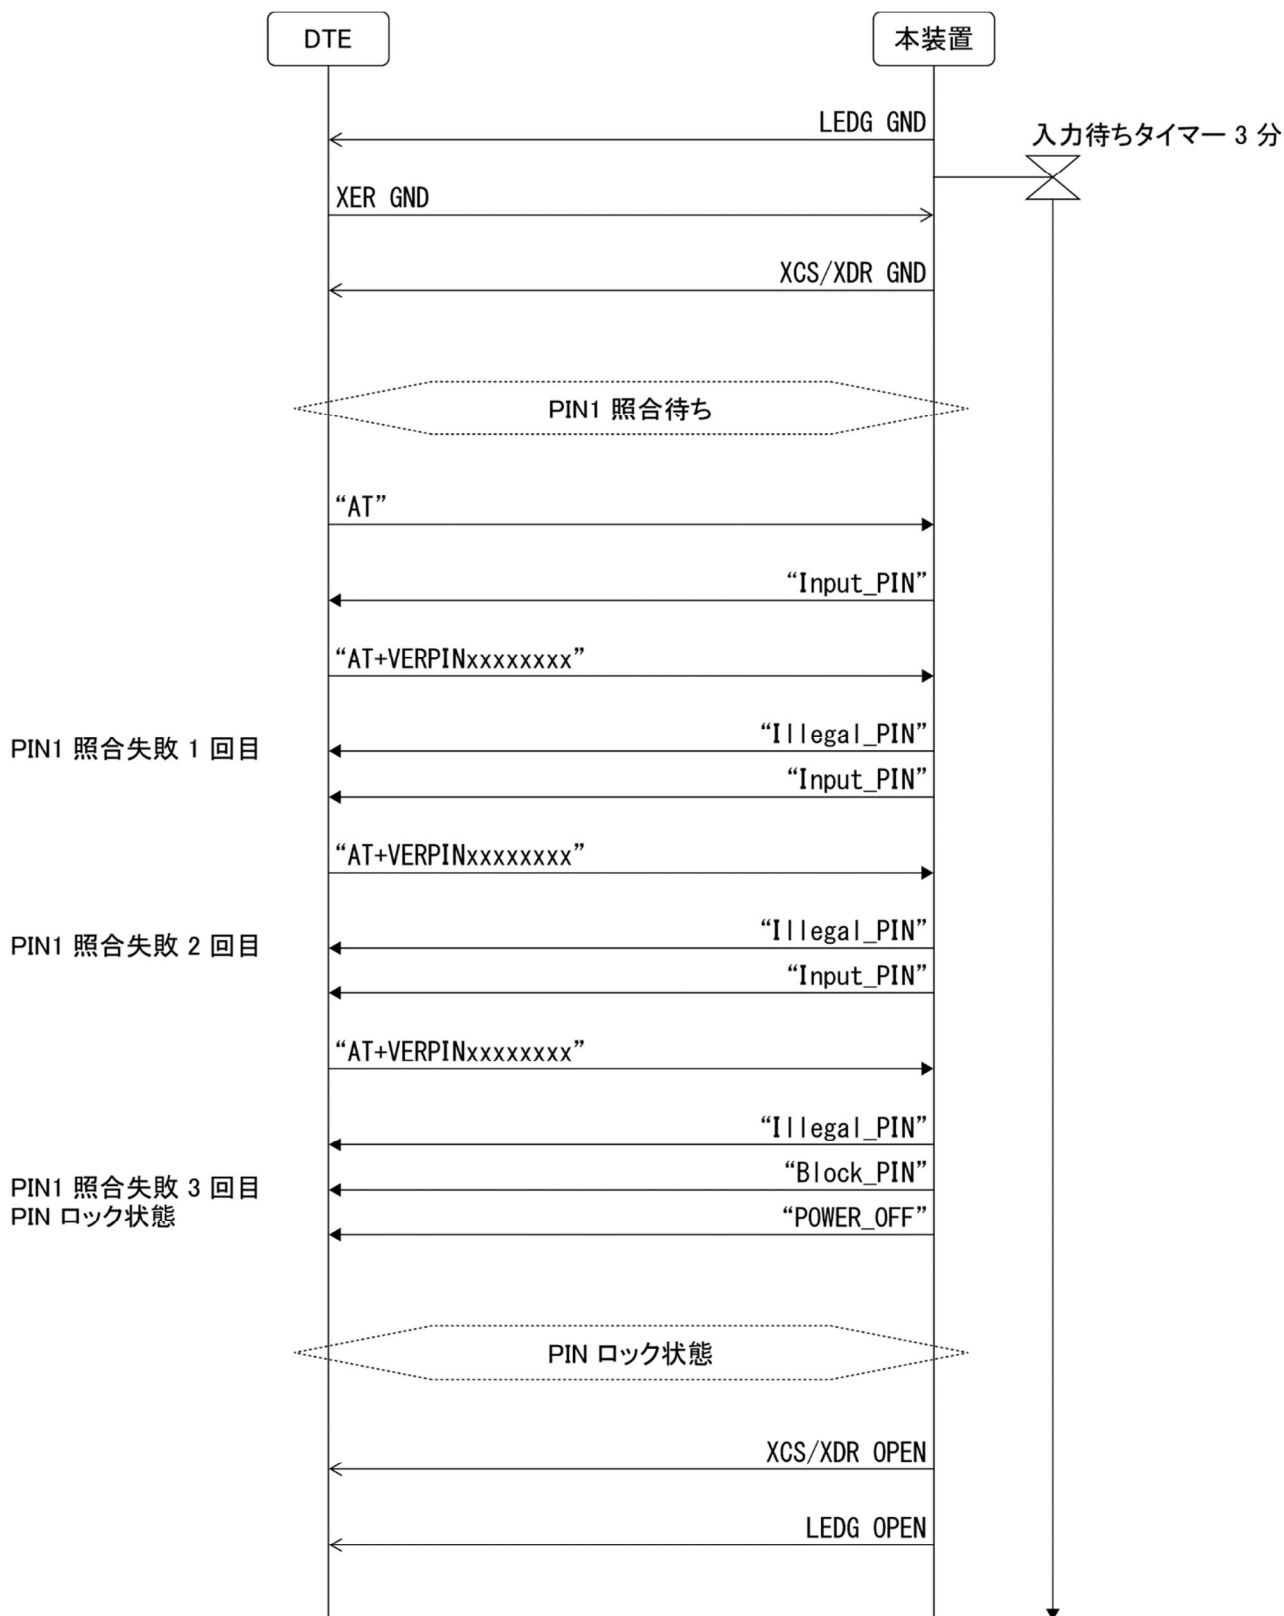 DTE
本装置
LEDG GND
入力待ちタイマー 3 分
XER GND
XCS/XDR GND
PIN1 照合待ち
“AT”
“Input_PIN”
“AT+VERPINxxxxxxxx”
“Illegal_PIN”
PIN1 照合失敗 1 回目
“Input_PIN”
“AT+VERPINxxxxxxxx”
“Illegal_PIN”
PIN1 照合失敗 2 回目
“Input_PIN”
“AT+VERPINxxxxxxxx”
“Illegal_PIN”
“Block_PIN”
PIN1 照合失敗 3 回目
PIN ロック状態
“POWER_OFF”
PIN ロック状態
XCS/XDR OPEN
LEDG OPEN